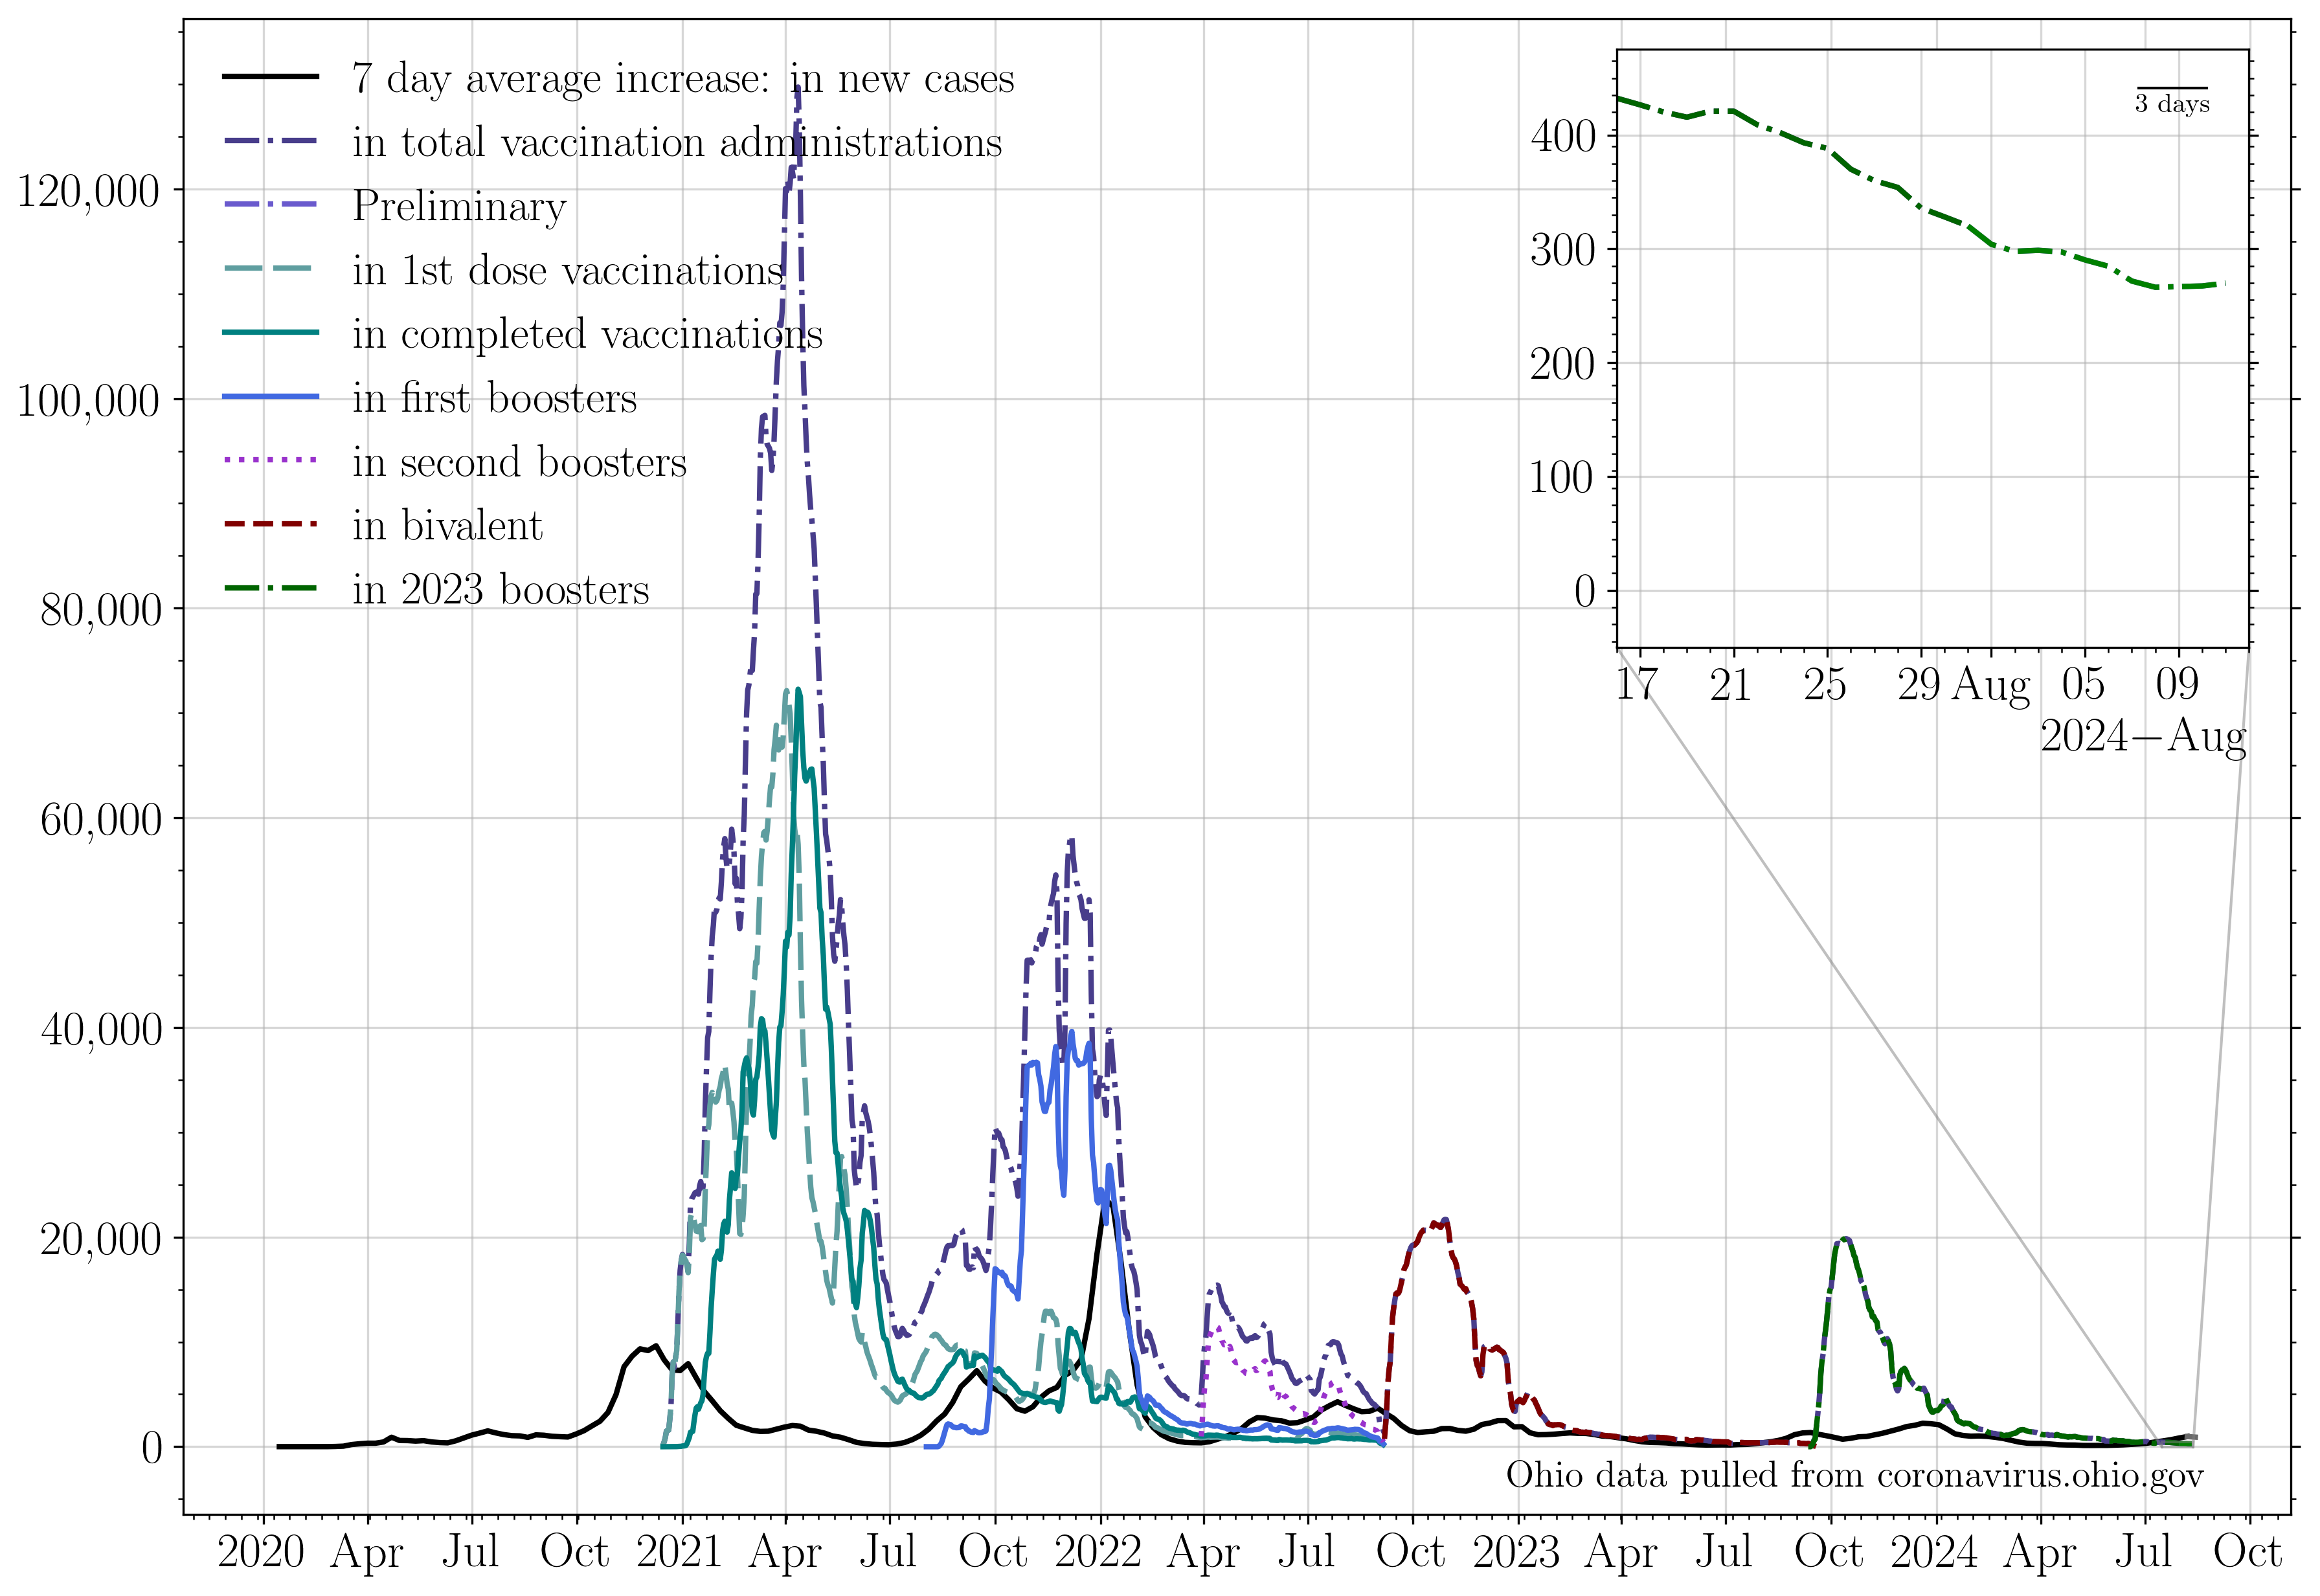 7 day average increase: in new cases
in total vaccination administrations
Preliminary
in 1st dose vaccinations
in completed vaccinations
in first boosters
in second boosters
in bivalent
in 2023 boosters
120,000
100,000
80,000
60,000
40,000
20,000
0
3 days
400
300
200
100
0
17 21 25 29 Aug 05 09
2024-Aug
Ohio data pulled from coronavirus.ohio.gov
2020 Apr Jul Oct 2021 Apr Jul Oct 2022 Apr Jul Oct 2023 Apr Jul Oct 2024 Apr Jul Oct